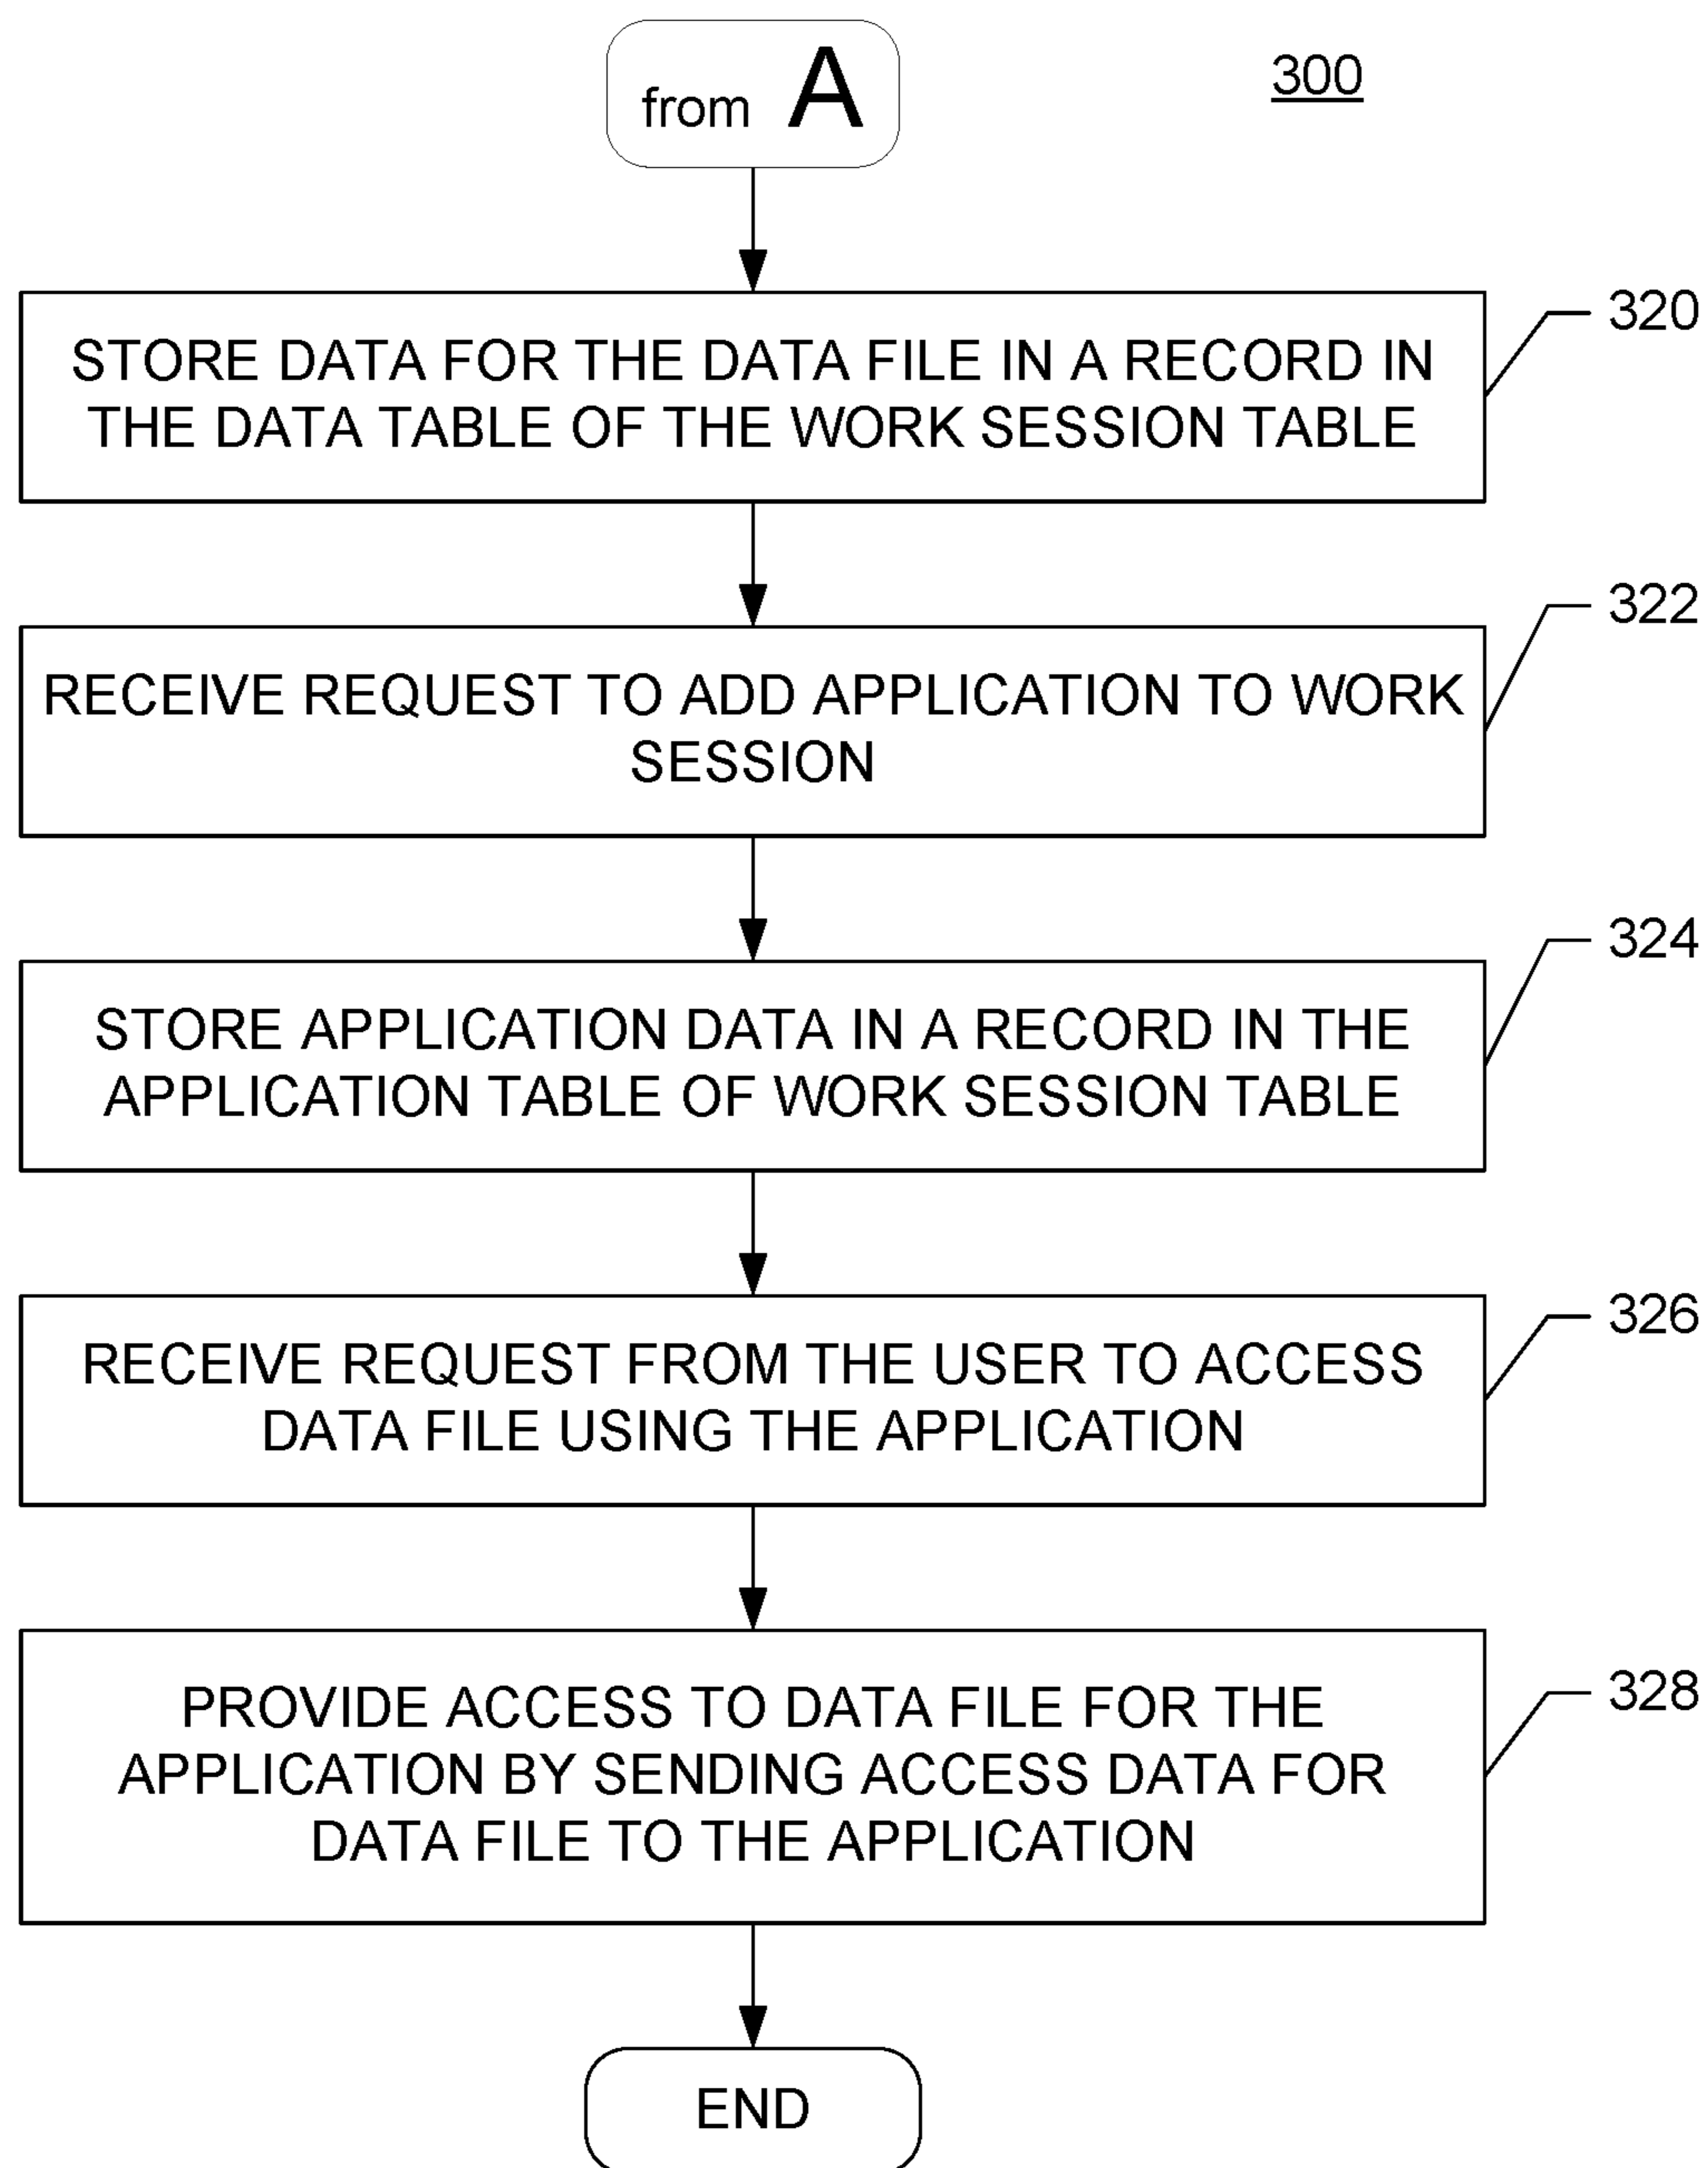 from A
300
STORE DATA FOR THE DATA FILE IN A RECORD IN
THE DATA TABLE OF THE WORK SESSION TABLE
320
RECEIVE REQUEST TO ADD APPLICATION TO WORK
SESSION
322
STORE APPLICATION DATA IN A RECORD IN THE
APPLICATION TABLE OF WORK SESSION TABLE
324
RECEIVE REQUEST FROM THE USER TO ACCESS
DATA FILE USING THE APPLICATION
326
PROVIDE ACCESS TO DATA FILE FOR THE
APPLICATION BY SENDING ACCESS DATA FOR
DATA FILE TO THE APPLICATION
328
END